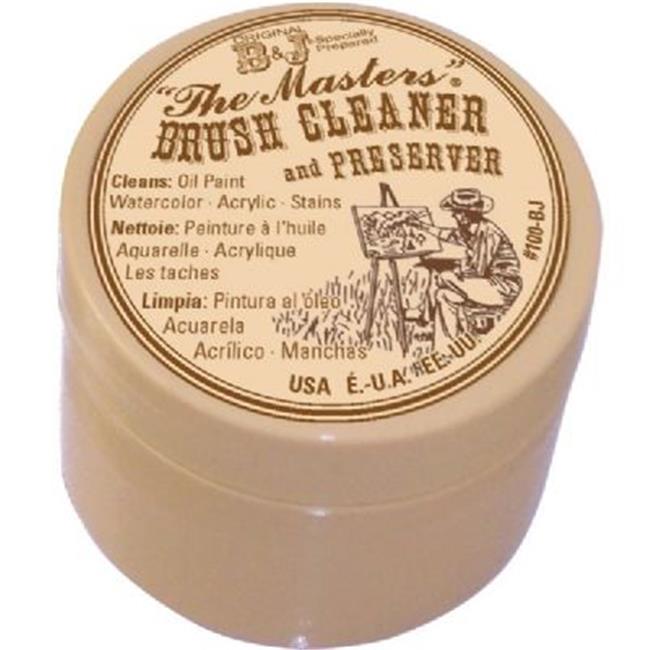 ORIGINAL
B&J Specially
Prepared
"The Masters"®
BRUSH CLEANER
and PRESERVER
Cleans: Oil Paint
Watercolor · Acrylic · Stains
Nettoie: Peinture à l'huile
Aquarelle · Acrylique
Les taches
Limpia: Pintura al óleo
Acuarela
Acrílico · Manchas
USA É.-U.A. EE.UU.
#100-BJ